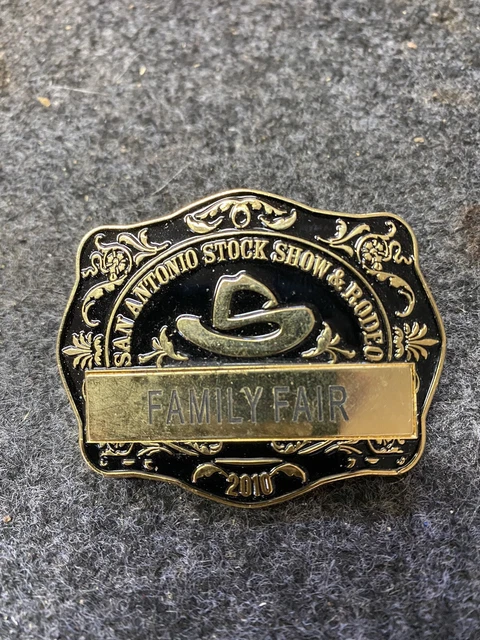 SAN ANTONIO STOCK SHOW & RODEO
FAMILY FAIR
2010